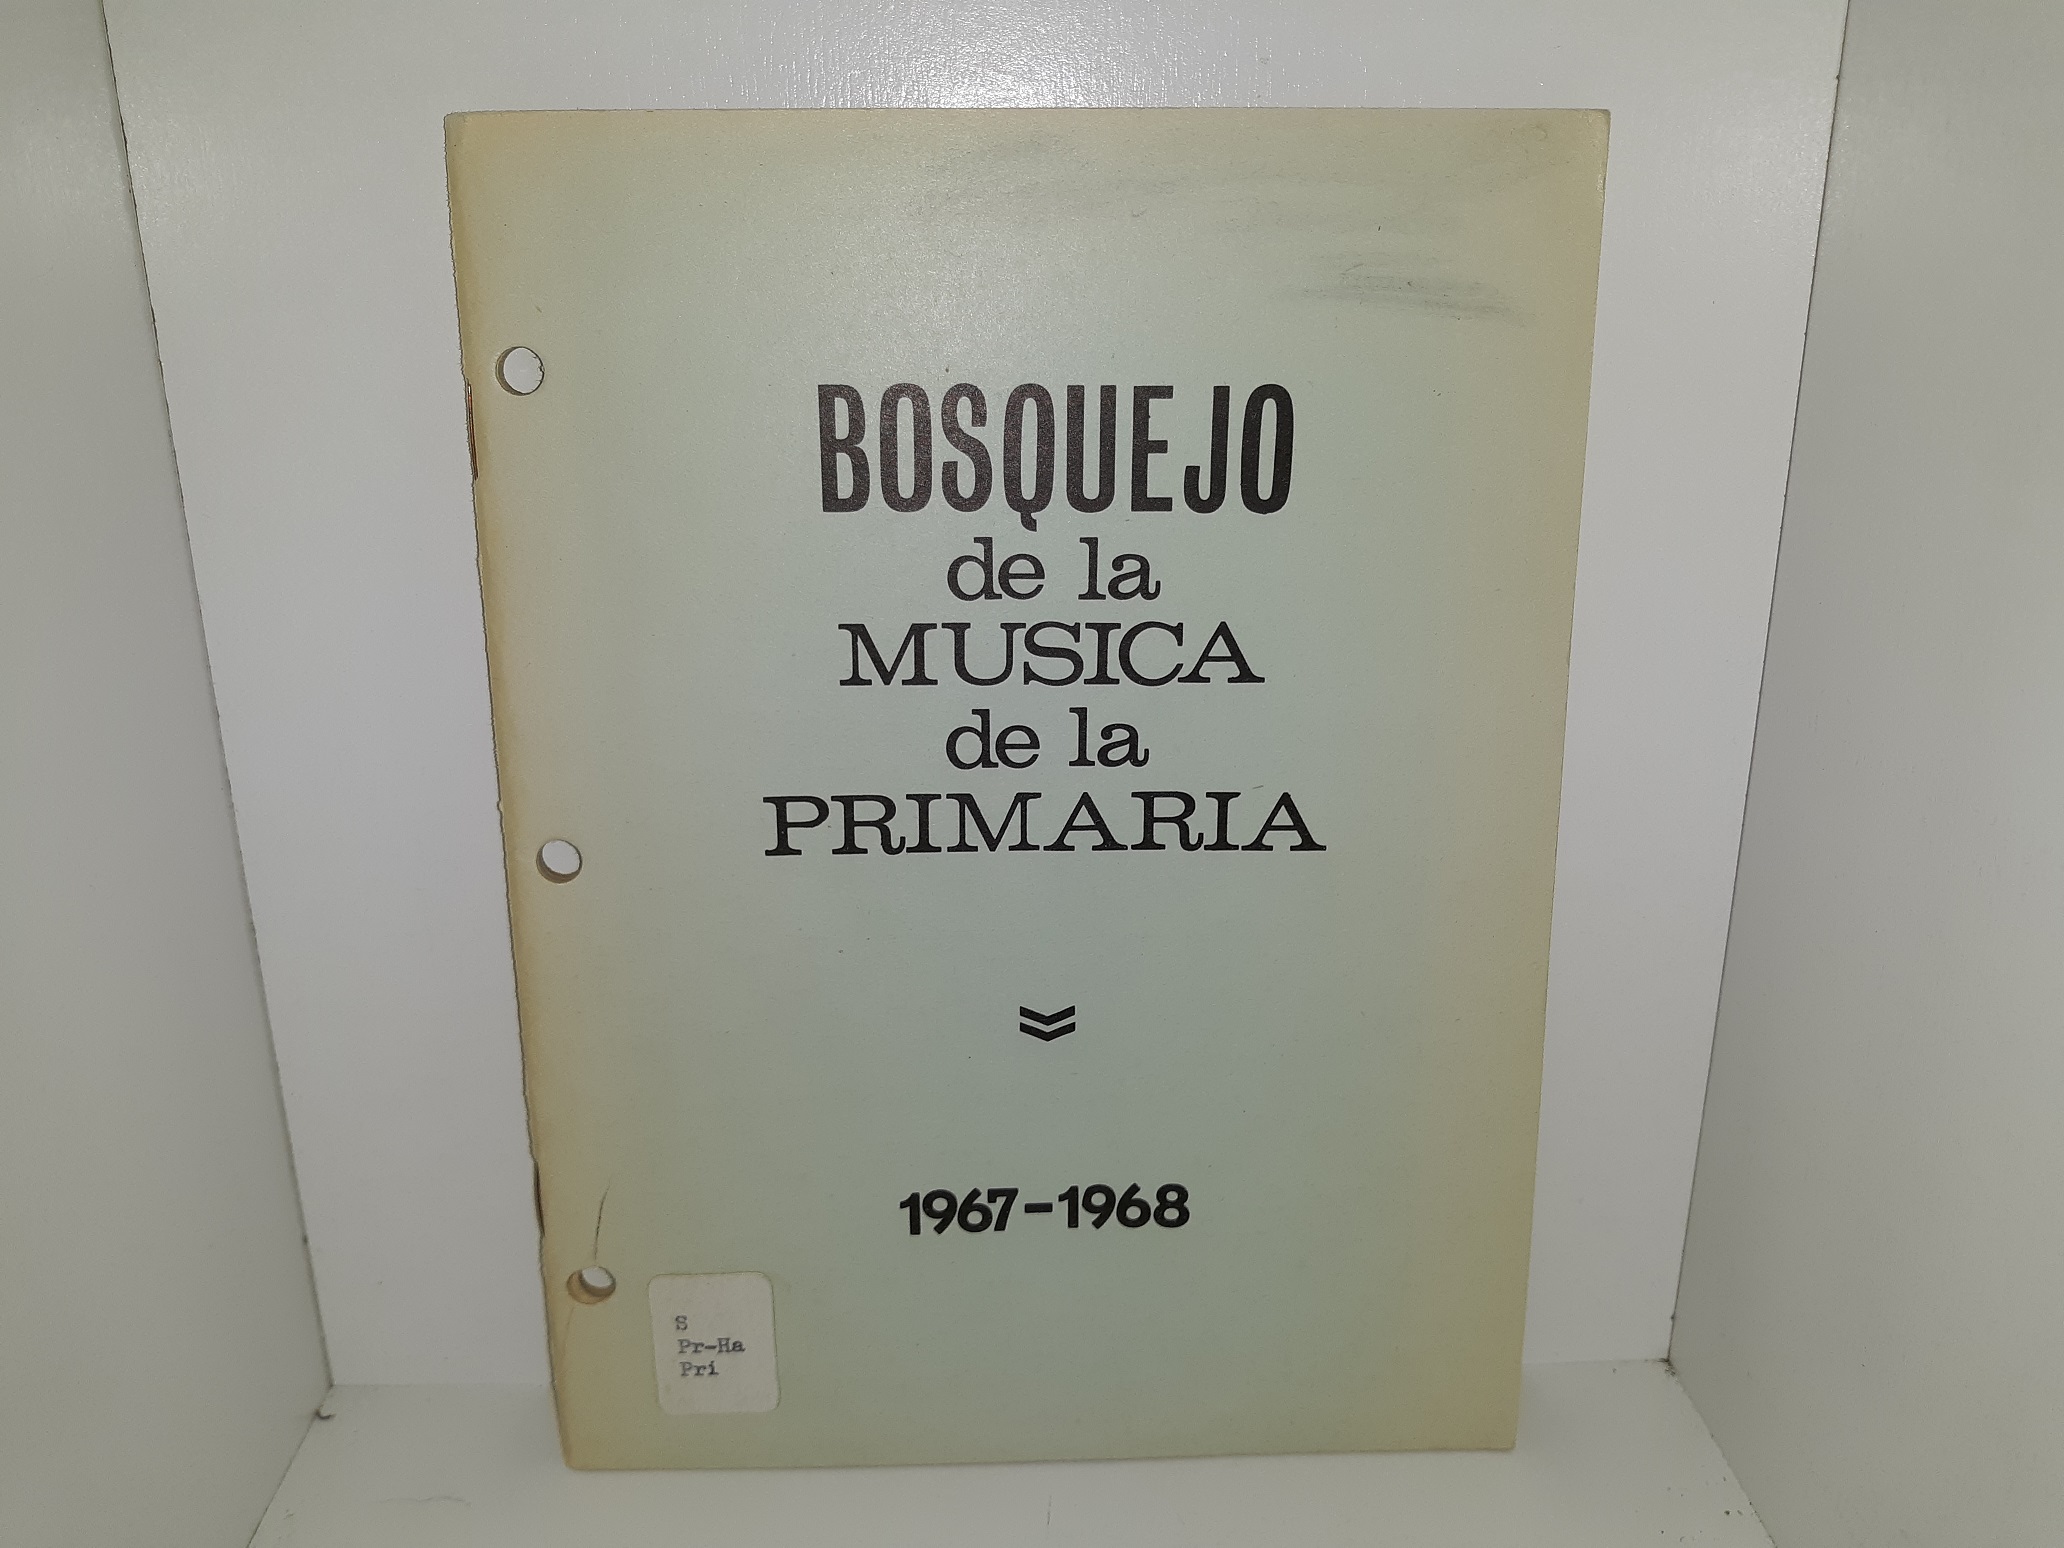 BOSQUEJO
de la
MUSICA
de la
PRIMARIA
1967-1968
S
Pr-Ha
Pri